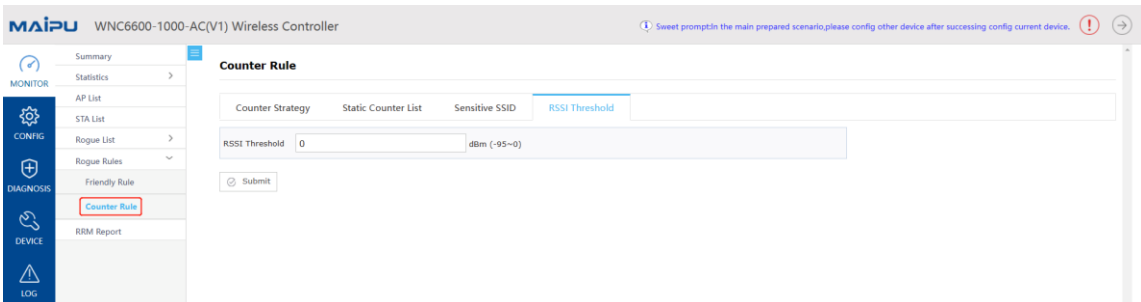 MAIPU WNC6600-1000-AC(V1) Wireless Controller
Sweet prompt:In the main prepared scenario,please config other device after successing config current device.
MONITOR
CONFIG
DIAGNOSIS
DEVICE
LOG
Summary
Statistics
AP List
STA List
Rogue List
Rogue Rules
Friendly Rule
Counter Rule
RRM Report
Counter Rule
Counter Strategy Static Counter List Sensitive SSID RSSI Threshold
RSSI Threshold 0 dBm (-95~0)
Submit